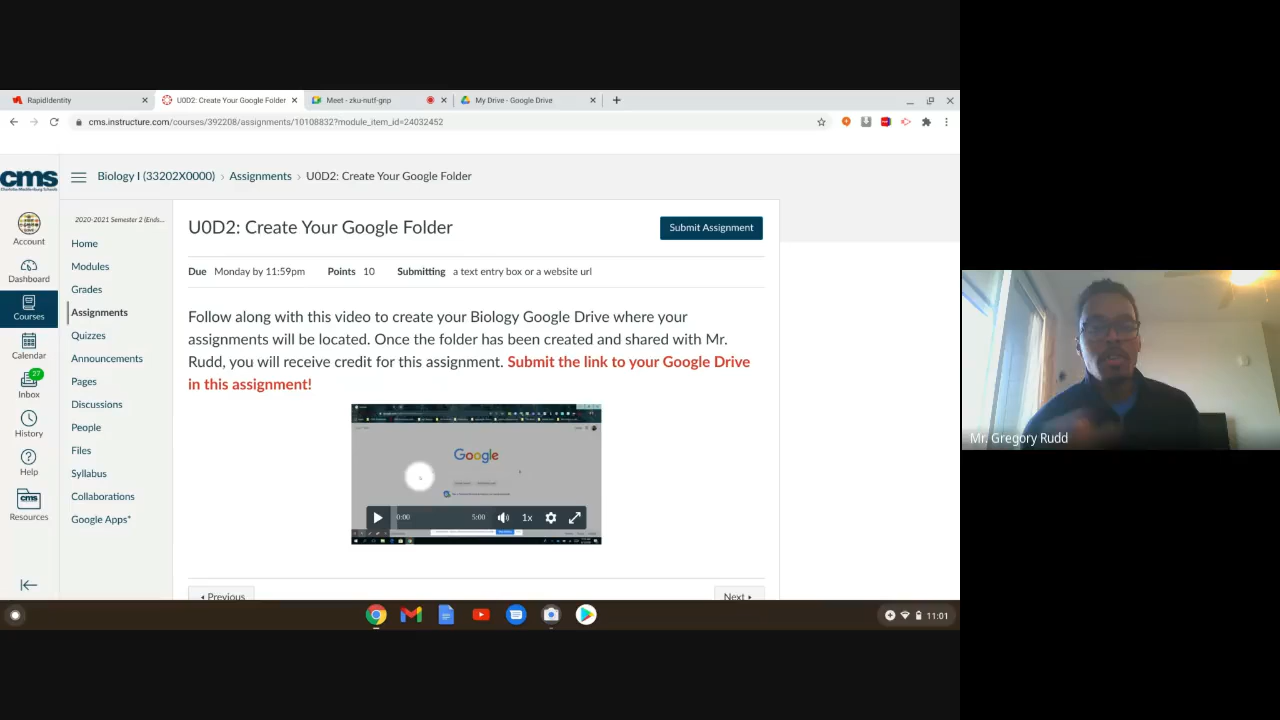 RapidIdentity
U0D2: Create Your Google Folder
Meet - zku-nutf-gnp
My Drive - Google Drive
cms.instructure.com/courses/392208/assignments/10108832?module_item_id=24032452
cms
Charlotte-Mecklenburg Schools
Biology I (33202X0000) › Assignments › U0D2: Create Your Google Folder
Account
Dashboard
Courses
Calendar
27
Inbox
History
Help
cms
Resources
2020-2021 Semester 2 (Ends...
Home
Modules
Grades
Assignments
Quizzes
Announcements
Pages
Discussions
People
Files
Syllabus
Collaborations
Google Apps*
U0D2: Create Your Google Folder
Submit Assignment
Due Monday by 11:59pm Points 10 Submitting a text entry box or a website url
Follow along with this video to create your Biology Google Drive where your
assignments will be located. Once the folder has been created and shared with Mr.
Rudd, you will receive credit for this assignment. Submit the link to your Google Drive
in this assignment!
Google
0:00 5:00 1x
Previous
Next
11:01
Mr. Gregory Rudd